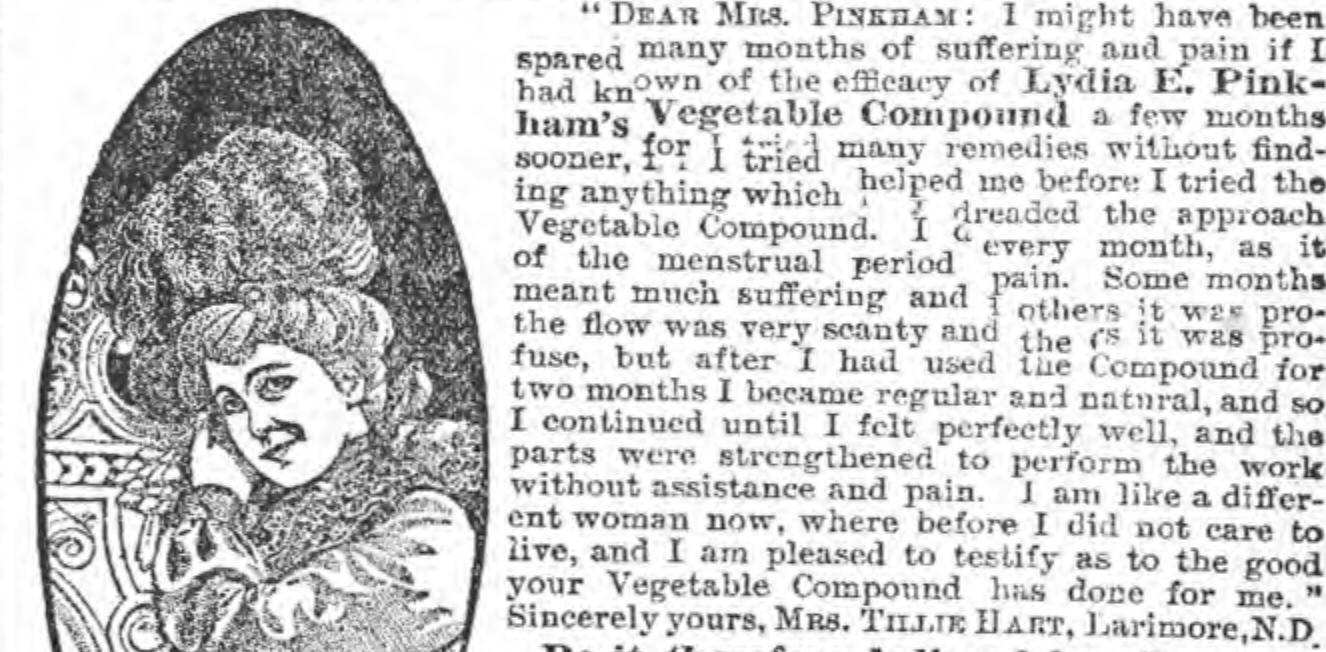 "DEAR MRS. PINKHAM: I might have been
spared many months of suffering and pain if I
had known of the efficacy of Lydia E. Pink-
ham's Vegetable Compound a few months
sooner, for I tried many remedies without find-
ing anything which helped me before I tried the
Vegetable Compound. I dreaded the approach
of the menstrual period every month, as it
meant much suffering and pain. Some months
the flow was very scanty and others it was pro-
fuse, but after I had used the Compound for
two months I became regular and natural, and so
I continued until I felt perfectly well, and the
parts were strengthened to perform the work
without assistance and pain. I am like a differ-
ent woman now, where before I did not care to
live, and I am pleased to testify as to the good
your Vegetable Compound has done for me."
Sincerely yours, MRS. TILLIE HART, Larimore, N.D.